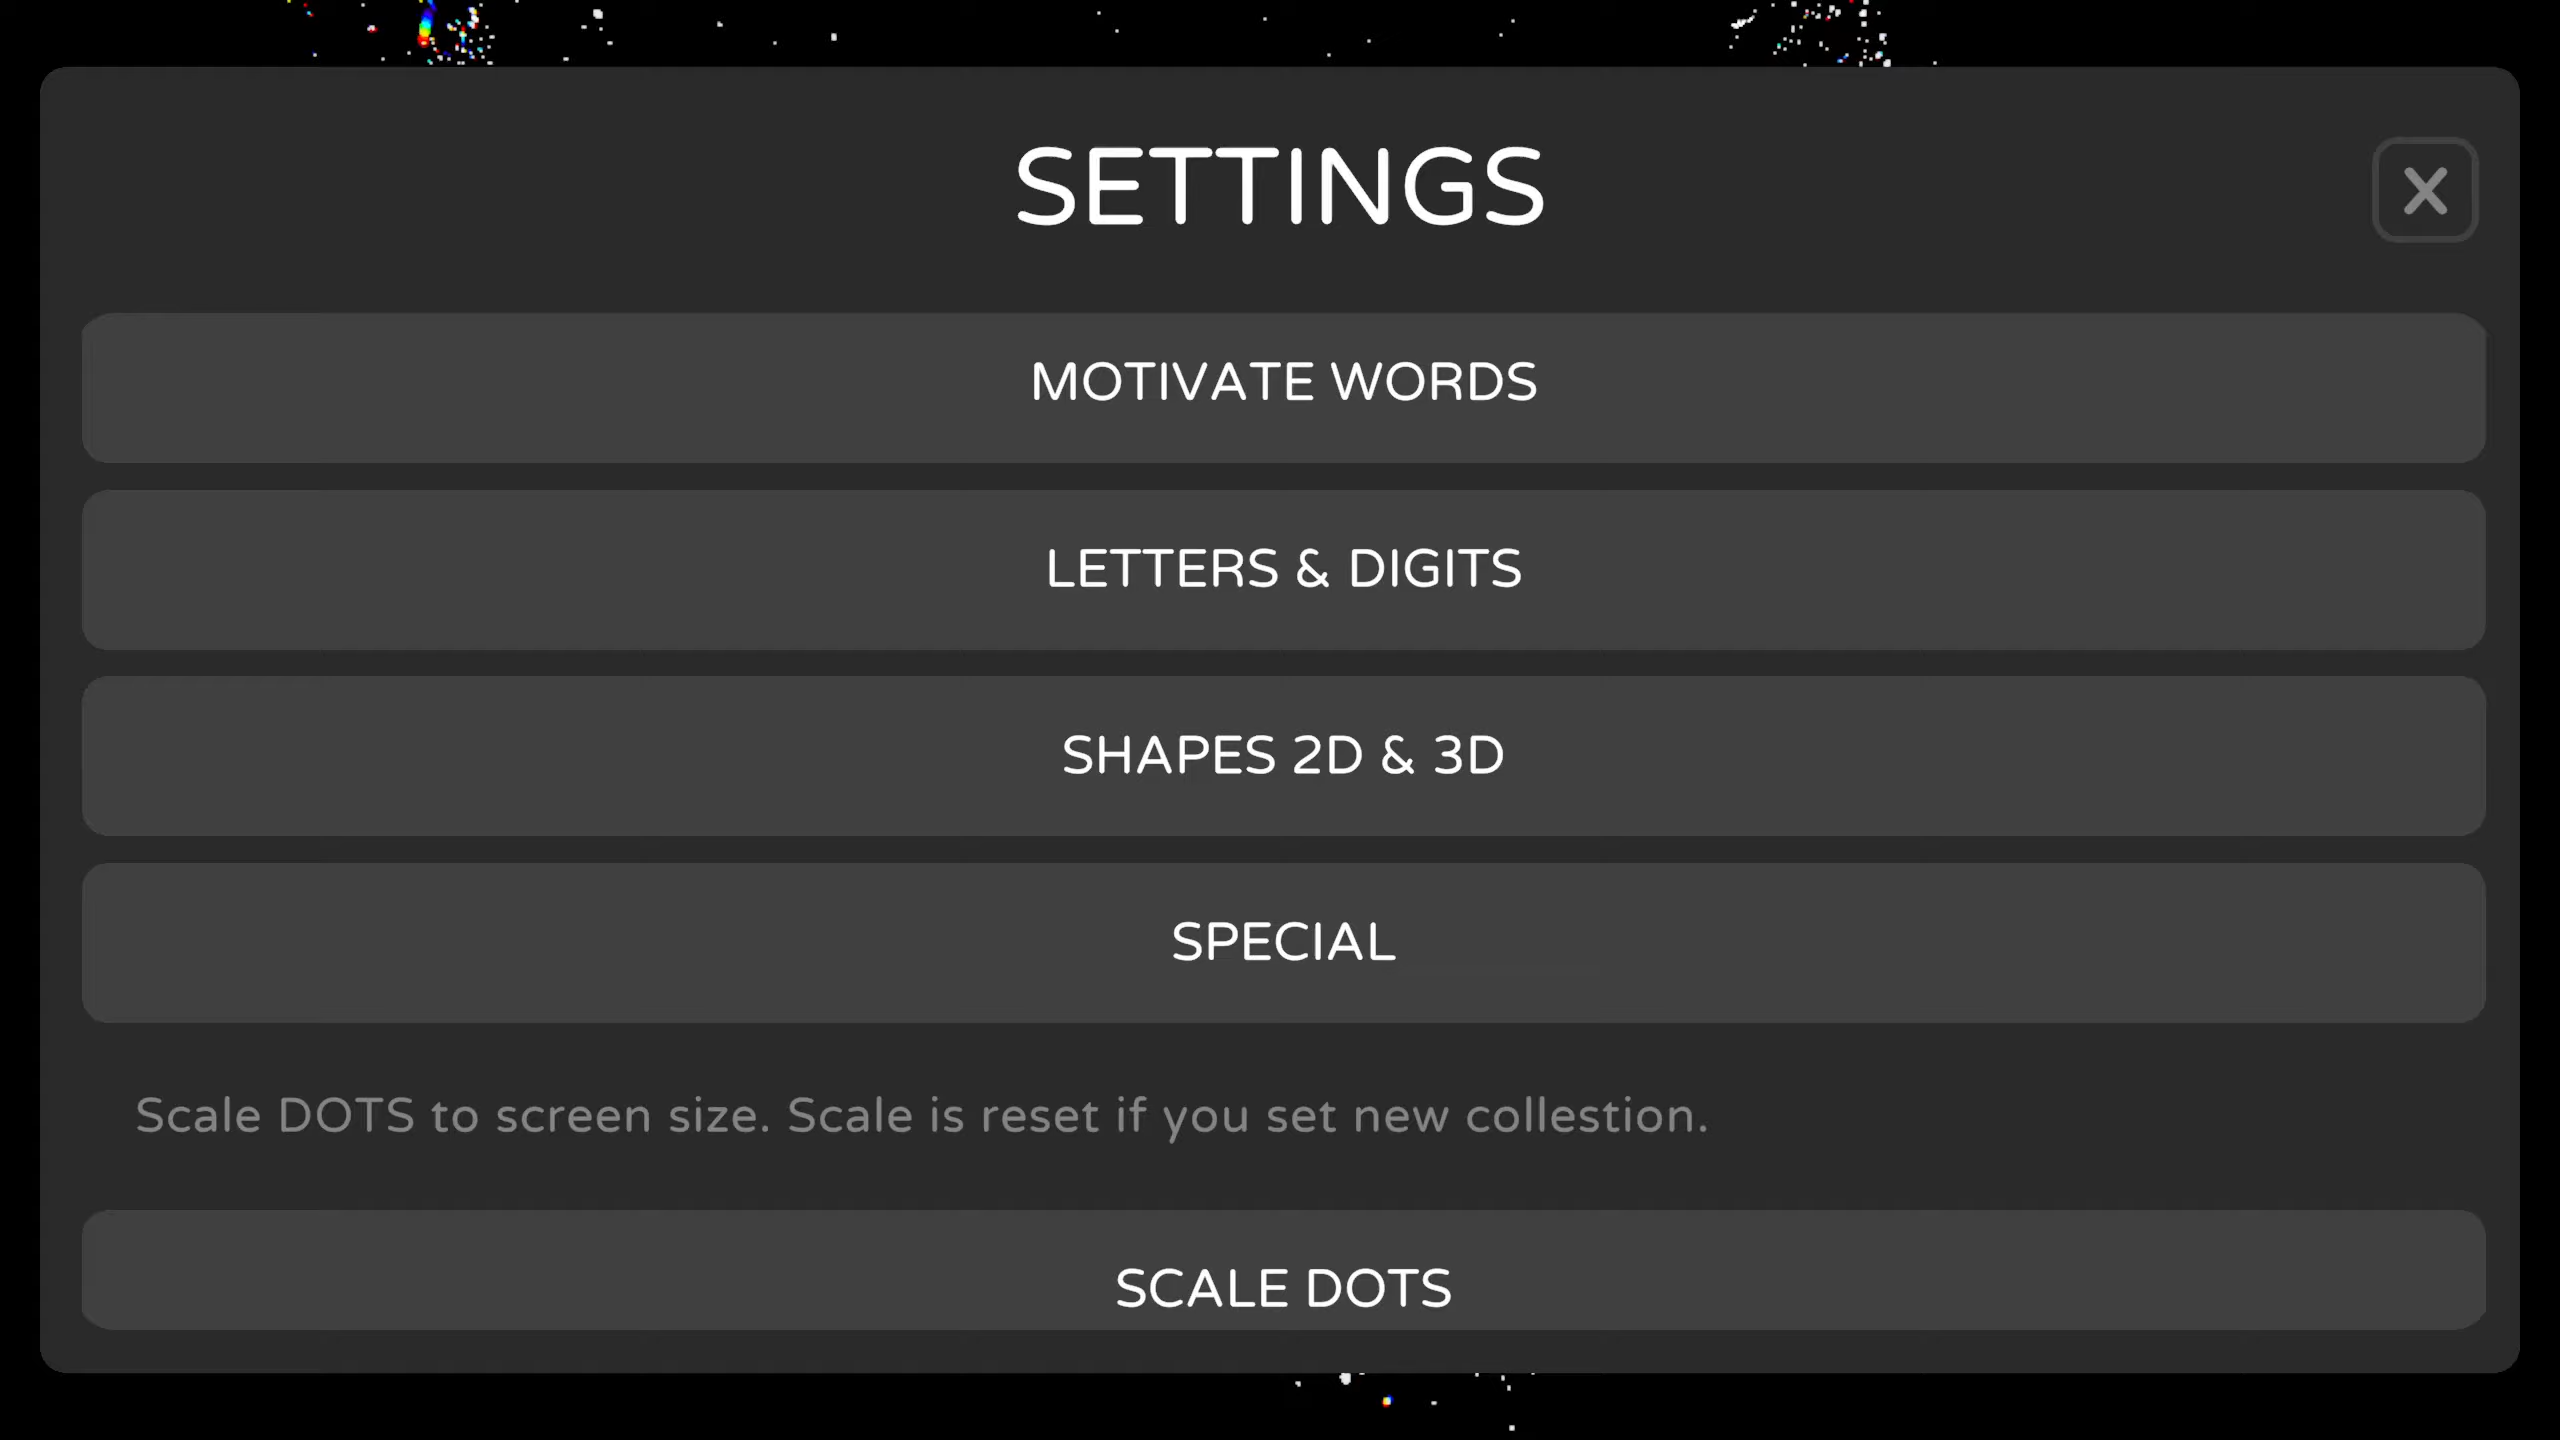 SETTINGS
X
MOTIVATE WORDS
LETTERS & DIGITS
SHAPES 2D & 3D
SPECIAL
Scale DOTS to screen size. Scale is reset if you set new collestion.
SCALE DOTS